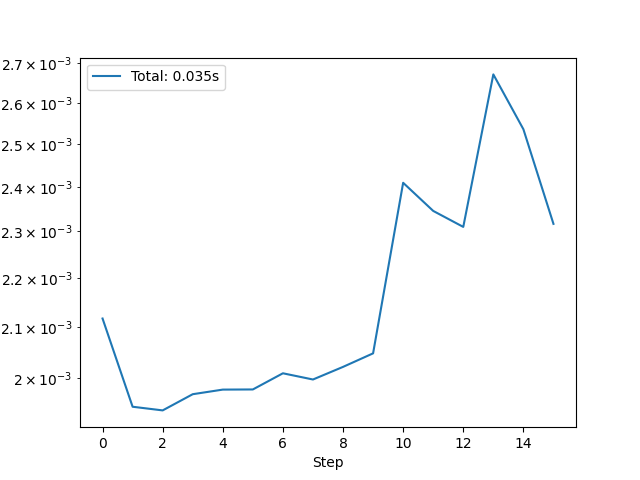 2.7 × 10⁻³
Total: 0.035s
2.6 × 10⁻³
2.5 × 10⁻³
2.4 × 10⁻³
2.3 × 10⁻³
2.2 × 10⁻³
2.1 × 10⁻³
2 × 10⁻³
0 2 4 6 8 10 12 14
Step